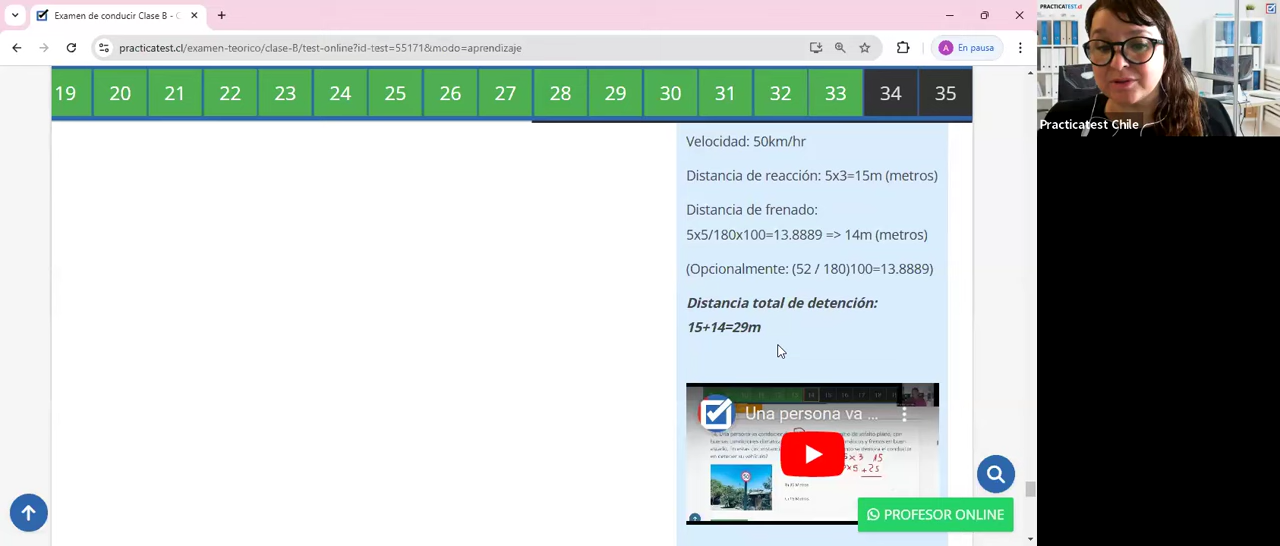 Examen de conducir Clase B - C
practicatest.cl/examen-teorico/clase-B/test-online?id-test=55171&modo=aprendizaje
A En pausa
PRACTICATEST.cl
Practicatest Chile
19 20 21 22 23 24 25 26 27 28 29 30 31 32 33 34 35
Velocidad: 50km/hr
Distancia de reacción: 5x3=15m (metros)
Distancia de frenado:
5x5/180x100=13.8889 => 14m (metros)
(Opcionalmente: (52 / 180)100=13.8889)
Distancia total de detención:
15+14=29m
Una persona va ...
PROFESOR ONLINE